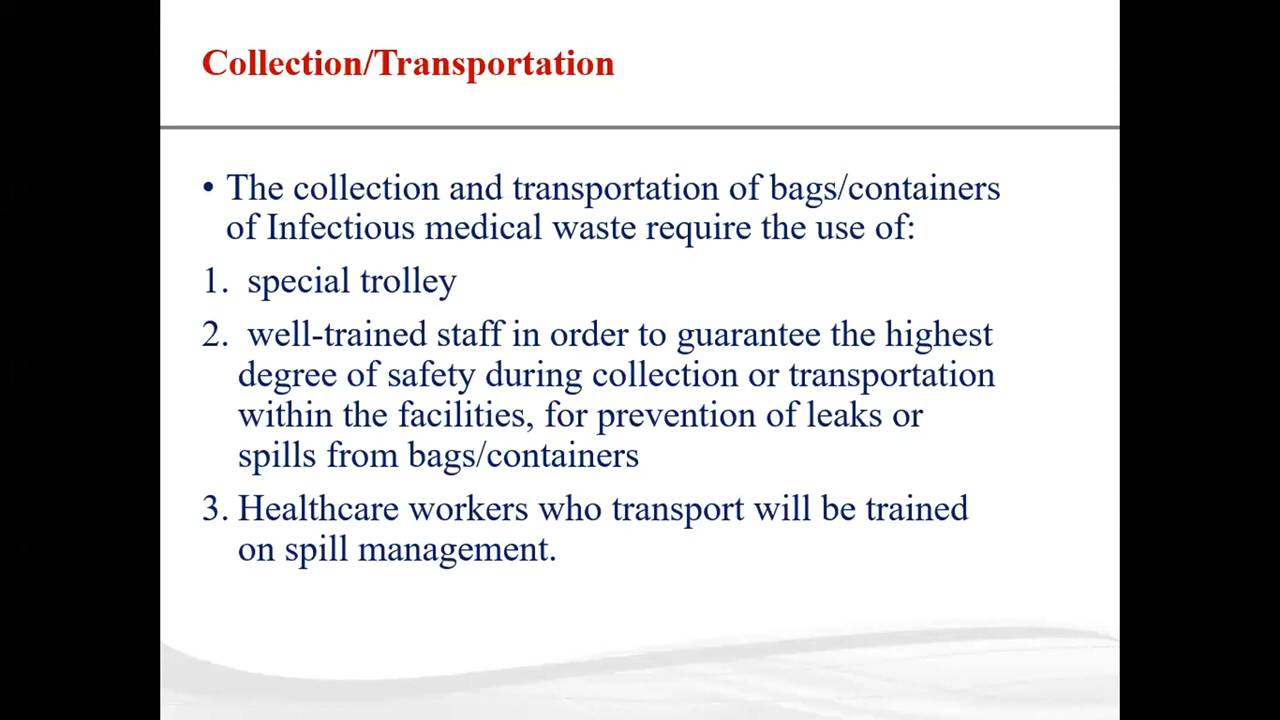 Collection/Transportation
• The collection and transportation of bags/containers
of Infectious medical waste require the use of:
1. special trolley
2. well-trained staff in order to guarantee the highest
degree of safety during collection or transportation
within the facilities, for prevention of leaks or
spills from bags/containers
3. Healthcare workers who transport will be trained
on spill management.